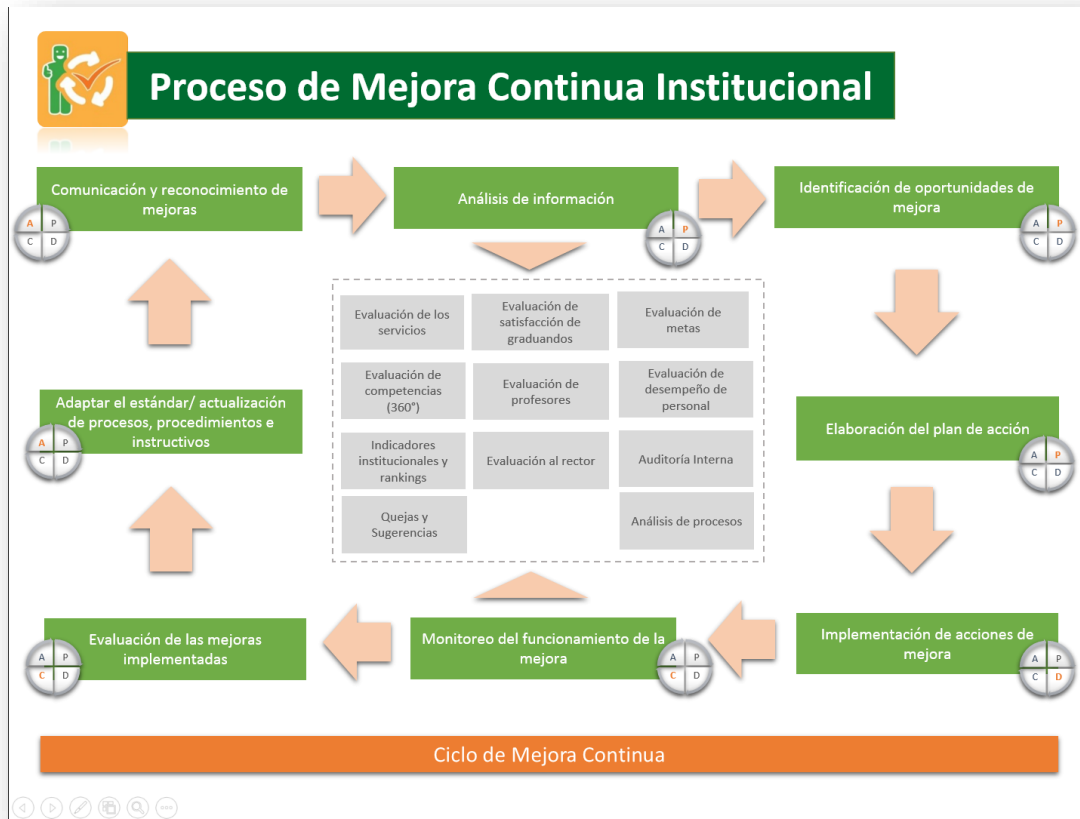 Proceso de Mejora Continua Institucional
Comunicación y reconocimiento de
mejoras
A P
C D
Análisis de información
A P
C D
Identificación de oportunidades de
mejora
A P
C D
Evaluación de los
servicios
Evaluación de
satisfacción de
graduandos
Evaluación de
metas
Evaluación de
competencias
(360°)
Evaluación de
profesores
Evaluación de
desempeño de
personal
Indicadores
institucionales y
rankings
Evaluación al rector
Auditoría Interna
Quejas y
Sugerencias
Análisis de procesos
Adaptar el estándar/ actualización
de procesos, procedimientos e
instructivos
A P
C D
Elaboración del plan de acción
A P
C D
Evaluación de las mejoras
implementadas
A P
C D
Monitoreo del funcionamiento de la
mejora
A P
C D
Implementación de acciones de
mejora
A P
C D
Ciclo de Mejora Continua